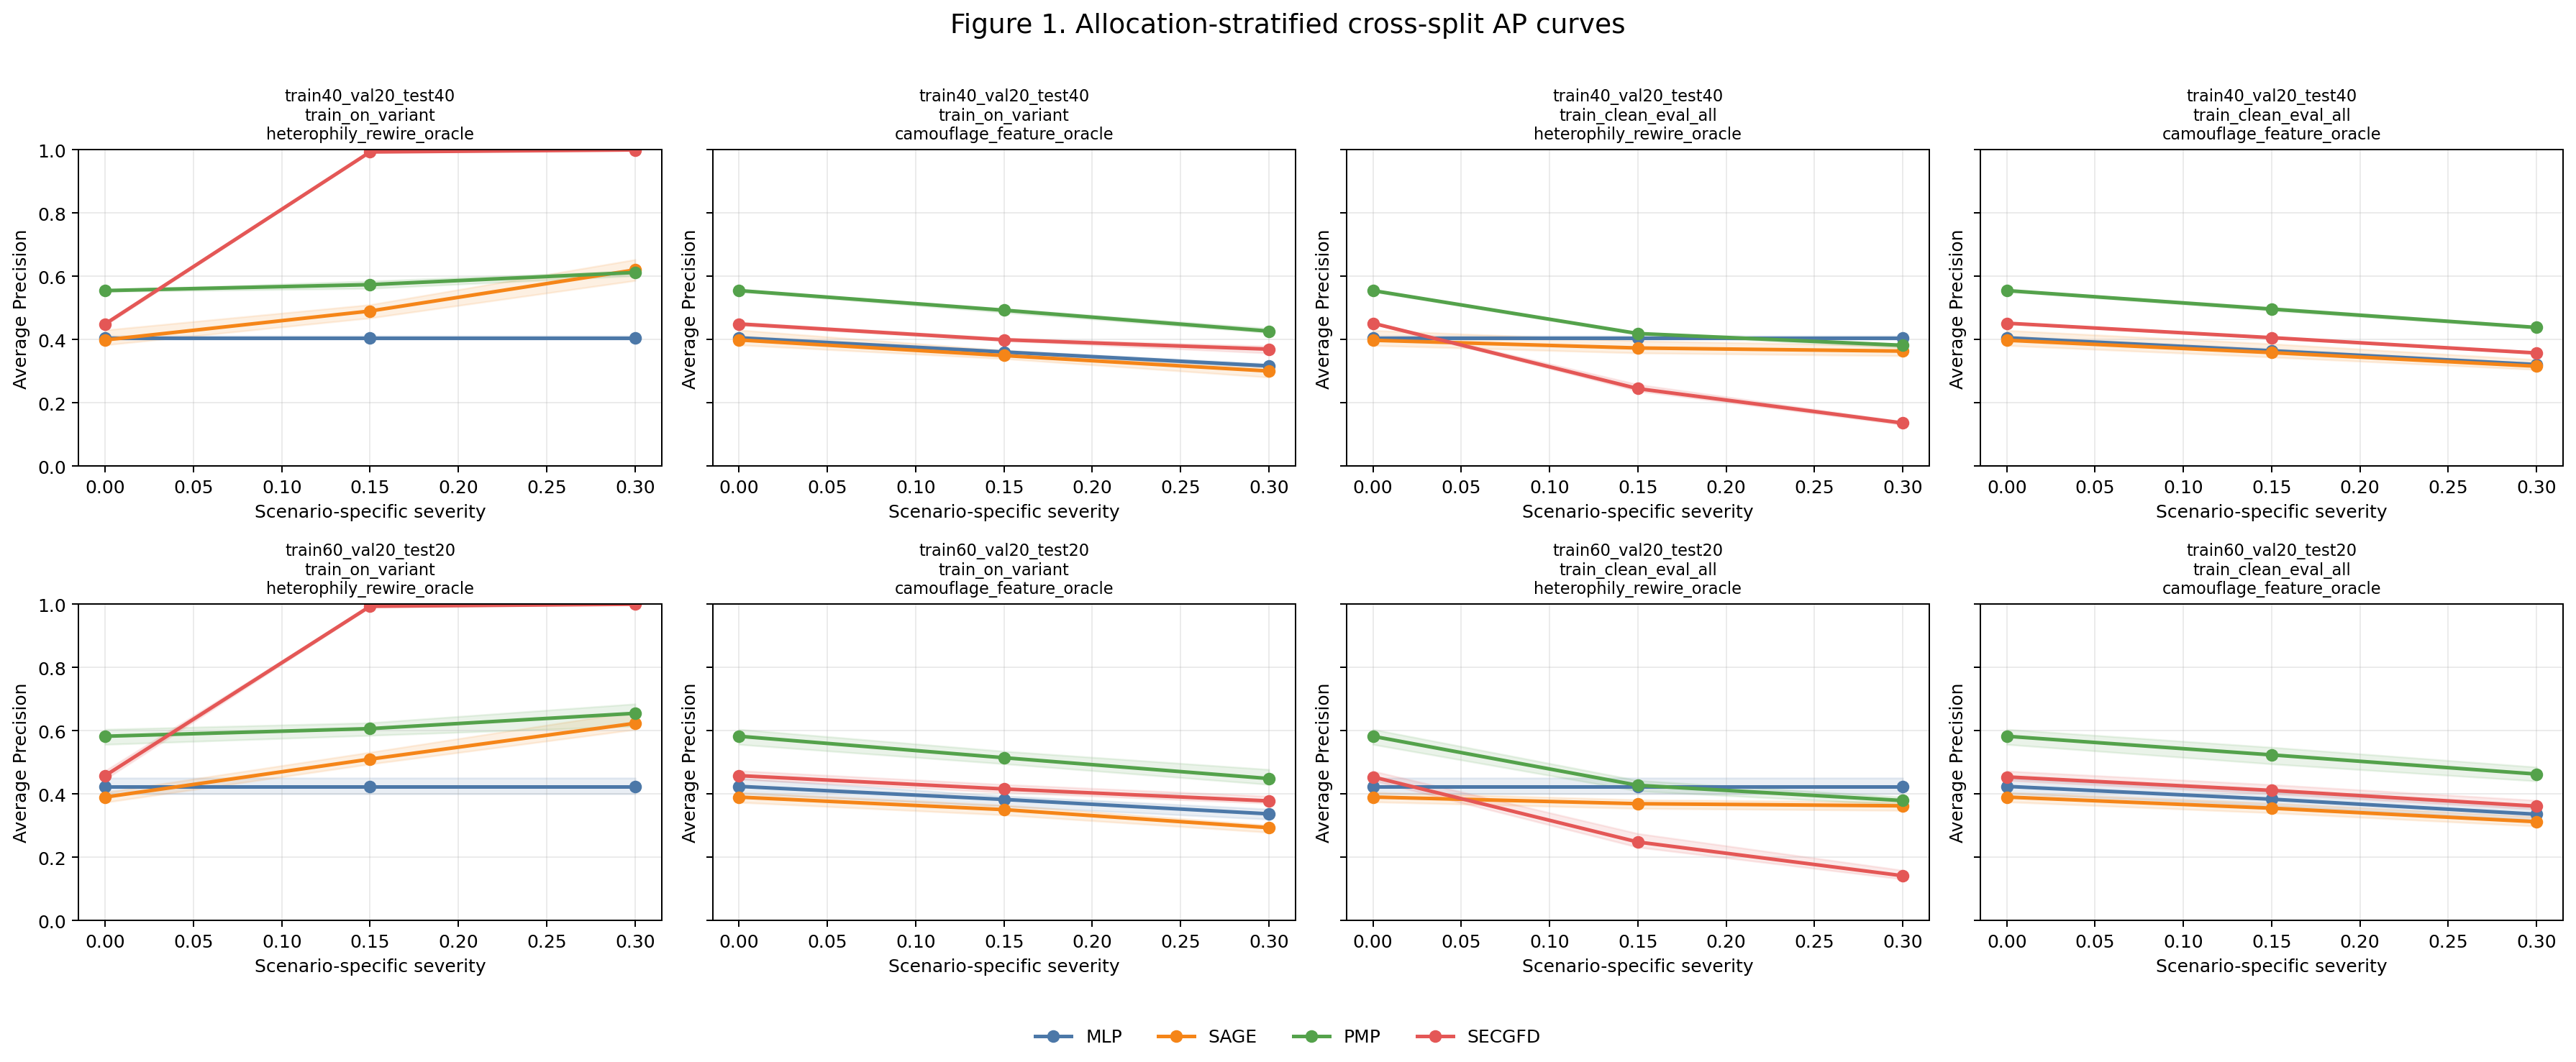 Figure 1. Allocation-stratified cross-split AP curves
train40_val20_test40
train_on_variant
heterophily_rewire_oracle
train40_val20_test40
train_on_variant
camouflage_feature_oracle
train40_val20_test40
train_clean_eval_all
heterophily_rewire_oracle
train40_val20_test40
train_clean_eval_all
camouflage_feature_oracle
1.0
0.8
0.6
0.4
0.2
0.0
Average Precision
Average Precision
Average Precision
Average Precision
0.00 0.05 0.10 0.15 0.20 0.25 0.30
0.00 0.05 0.10 0.15 0.20 0.25 0.30
0.00 0.05 0.10 0.15 0.20 0.25 0.30
0.00 0.05 0.10 0.15 0.20 0.25 0.30
Scenario-specific severity
Scenario-specific severity
Scenario-specific severity
Scenario-specific severity
train60_val20_test20
train_on_variant
heterophily_rewire_oracle
train60_val20_test20
train_on_variant
camouflage_feature_oracle
train60_val20_test20
train_clean_eval_all
heterophily_rewire_oracle
train60_val20_test20
train_clean_eval_all
camouflage_feature_oracle
1.0
0.8
0.6
0.4
0.2
0.0
Average Precision
Average Precision
Average Precision
Average Precision
0.00 0.05 0.10 0.15 0.20 0.25 0.30
0.00 0.05 0.10 0.15 0.20 0.25 0.30
0.00 0.05 0.10 0.15 0.20 0.25 0.30
0.00 0.05 0.10 0.15 0.20 0.25 0.30
Scenario-specific severity
Scenario-specific severity
Scenario-specific severity
Scenario-specific severity
MLP SAGE PMP SECGFD